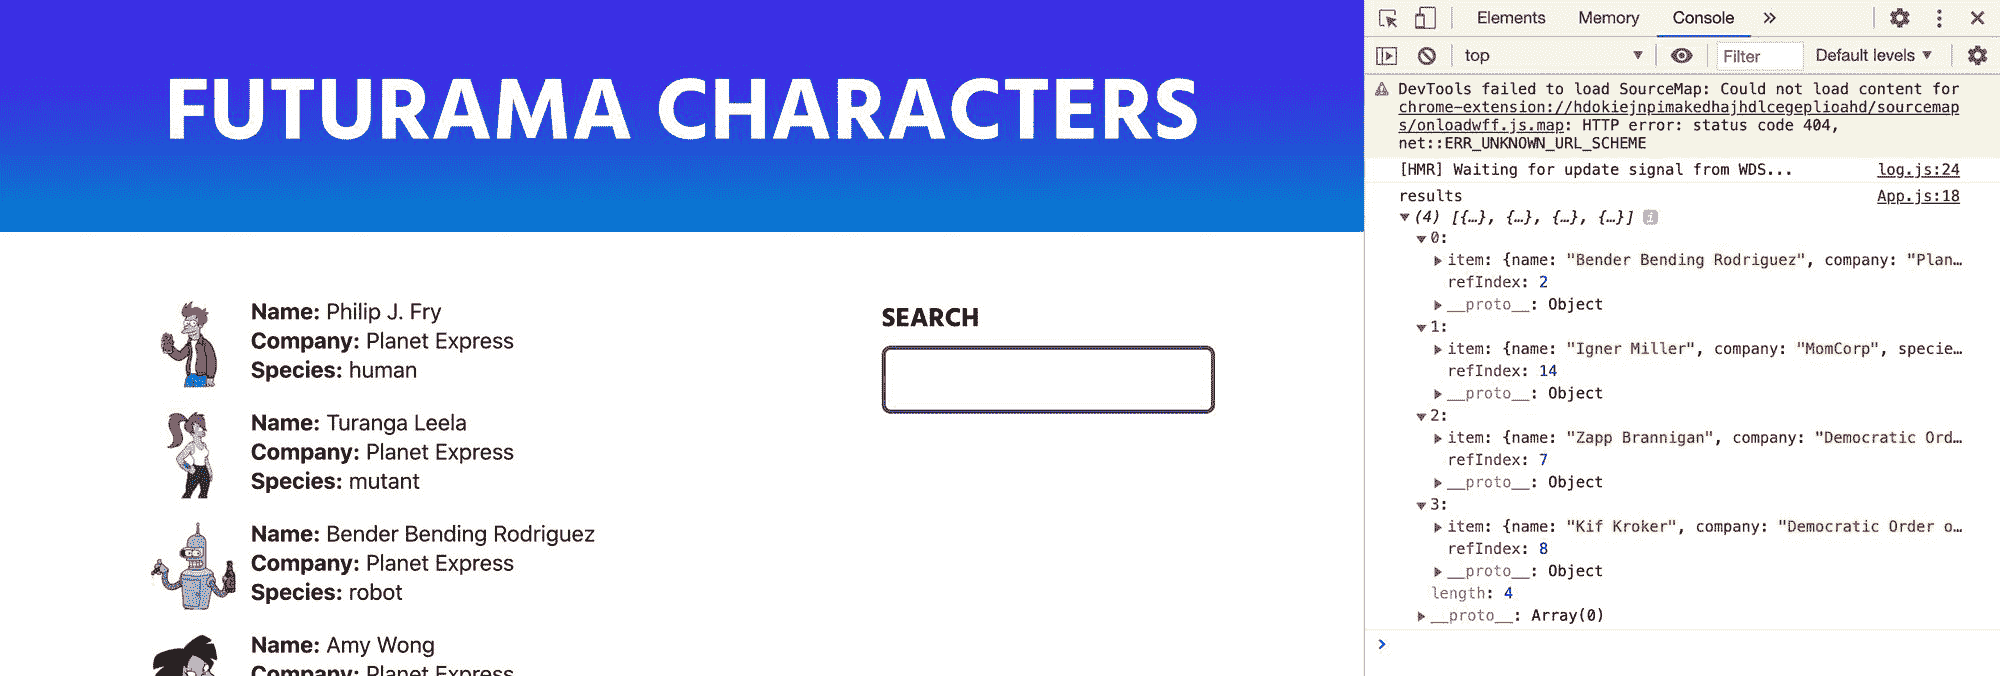 FUTURAMA CHARACTERS
Name: Philip J. Fry
Company: Planet Express
Species: human
Name: Turanga Leela
Company: Planet Express
Species: mutant
Name: Bender Bending Rodriguez
Company: Planet Express
Species: robot
Name: Amy Wong
Company: Planet Express
SEARCH
Elements Memory Console »
top Filter Default levels ▼
DevTools failed to load SourceMap: Could not load content for
chrome-extension://hdokiejnpimakedhajhdlcegeplioahd/sourcemap
s/onloadwff.js.map: HTTP error: status code 404,
net::ERR_UNKNOWN_URL_SCHEME
[HMR] Waiting for update signal from WDS... log.js:24
results App.js:18
(4) [{…}, {…}, {…}, {…}] i
0:
item: {name: "Bender Bending Rodriguez", company: "Plan…
refIndex: 2
__proto__: Object
1:
item: {name: "Igner Miller", company: "MomCorp", specie…
refIndex: 14
__proto__: Object
2:
item: {name: "Zapp Brannigan", company: "Democratic Ord…
refIndex: 7
__proto__: Object
3:
item: {name: "Kif Kroker", company: "Democratic Order o…
refIndex: 8
__proto__: Object
length: 4
__proto__: Array(0)